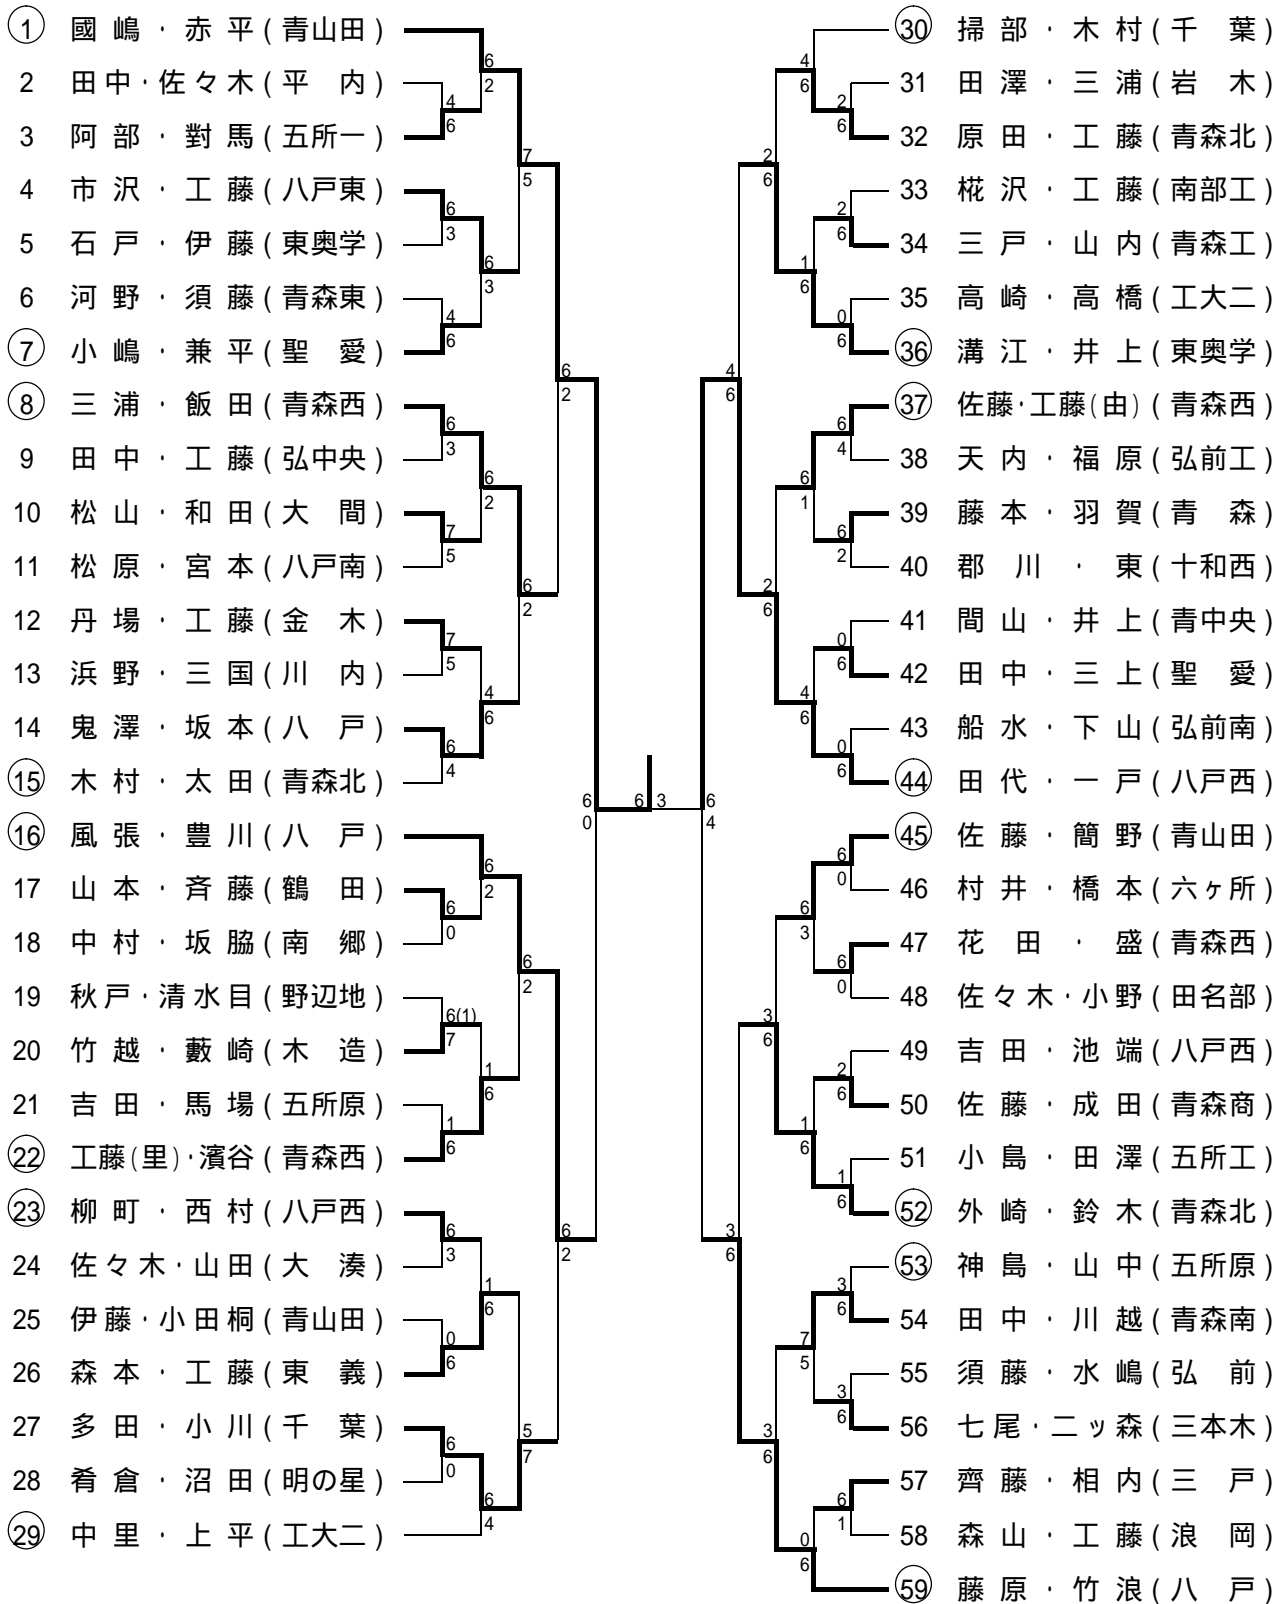 ① 國嶋・赤平(青山田)
2 田中・佐々木(平 内)
3 阿部・對馬(五所一)
4 市沢・工藤(八戸東)
5 石戸・伊藤(東奥学)
6 河野・須藤(青森東)
⑦ 小嶋・兼平(聖 愛)
⑧ 三浦・飯田(青森西)
9 田中・工藤(弘中央)
10 松山・和田(大 間)
11 松原・宮本(八戸南)
12 丹場・工藤(金 木)
13 浜野・三国(川 内)
14 鬼澤・坂本(八 戸)
⑮ 木村・太田(青森北)
⑯ 風張・豊川(八 戸)
17 山本・斉藤(鶴 田)
18 中村・坂脇(南 郷)
19 秋戸・清水目(野辺地)
20 竹越・藪崎(木 造)
21 吉田・馬場(五所原)
㉒ 工藤(里)・濱谷(青森西)
㉓ 柳町・西村(八戸西)
24 佐々木・山田(大 湊)
25 伊藤・小田桐(青山田)
26 森本・工藤(東 義)
27 多田・小川(千 葉)
28 肴倉・沼田(明の星)
㉙ 中里・上平(工大二)
6 2
4 6
7 5
6 3
6 3
4 6
6 2
6 3
6 2
7 5
6 2
7 5
4 6
6 4
6 0
6 3
6 2
6 0
6 2
6(1) 7
1 6
1 6
6 2
6 3
1 6
0 6
5 7
6 0
6 4
㉚ 掃部・木村(千 葉)
31 田澤・三浦(岩 木)
32 原田・工藤(青森北)
33 椛沢・工藤(南部工)
34 三戸・山内(青森工)
35 高崎・高橋(工大二)
㊱ 溝江・井上(東奥学)
㊲ 佐藤・工藤(由)(青森西)
38 天内・福原(弘前工)
39 藤本・羽賀(青 森)
40 郡川・東(十和西)
41 間山・井上(青中央)
42 田中・三上(聖 愛)
43 船水・下山(弘前南)
㊹ 田代・一戸(八戸西)
㊺ 佐藤・簡野(青山田)
46 村井・橋本(六ヶ所)
47 花田・盛(青森西)
48 佐々木・小野(田名部)
49 吉田・池端(八戸西)
50 佐藤・成田(青森商)
51 小島・田澤(五所工)
52 外崎・鈴木(青森北)
53 神島・山中(五所原)
54 田中・川越(青森南)
55 須藤・水嶋(弘 前)
56 七尾・二ッ森(三本木)
57 齊藤・相内(三 戸)
58 森山・工藤(浪 岡)
59 藤原・竹浪(八 戸)
4 6
2 6
2 6
2 6
1 6
0 6
4 6
6 4
6 1
6 2
2 6
0 6
4 6
0 6
6 4
6 0
6 3
6 0
3 6
2 6
1 6
1 6
3 6
3 6
7 5
3 6
3 6
6 1
0 6